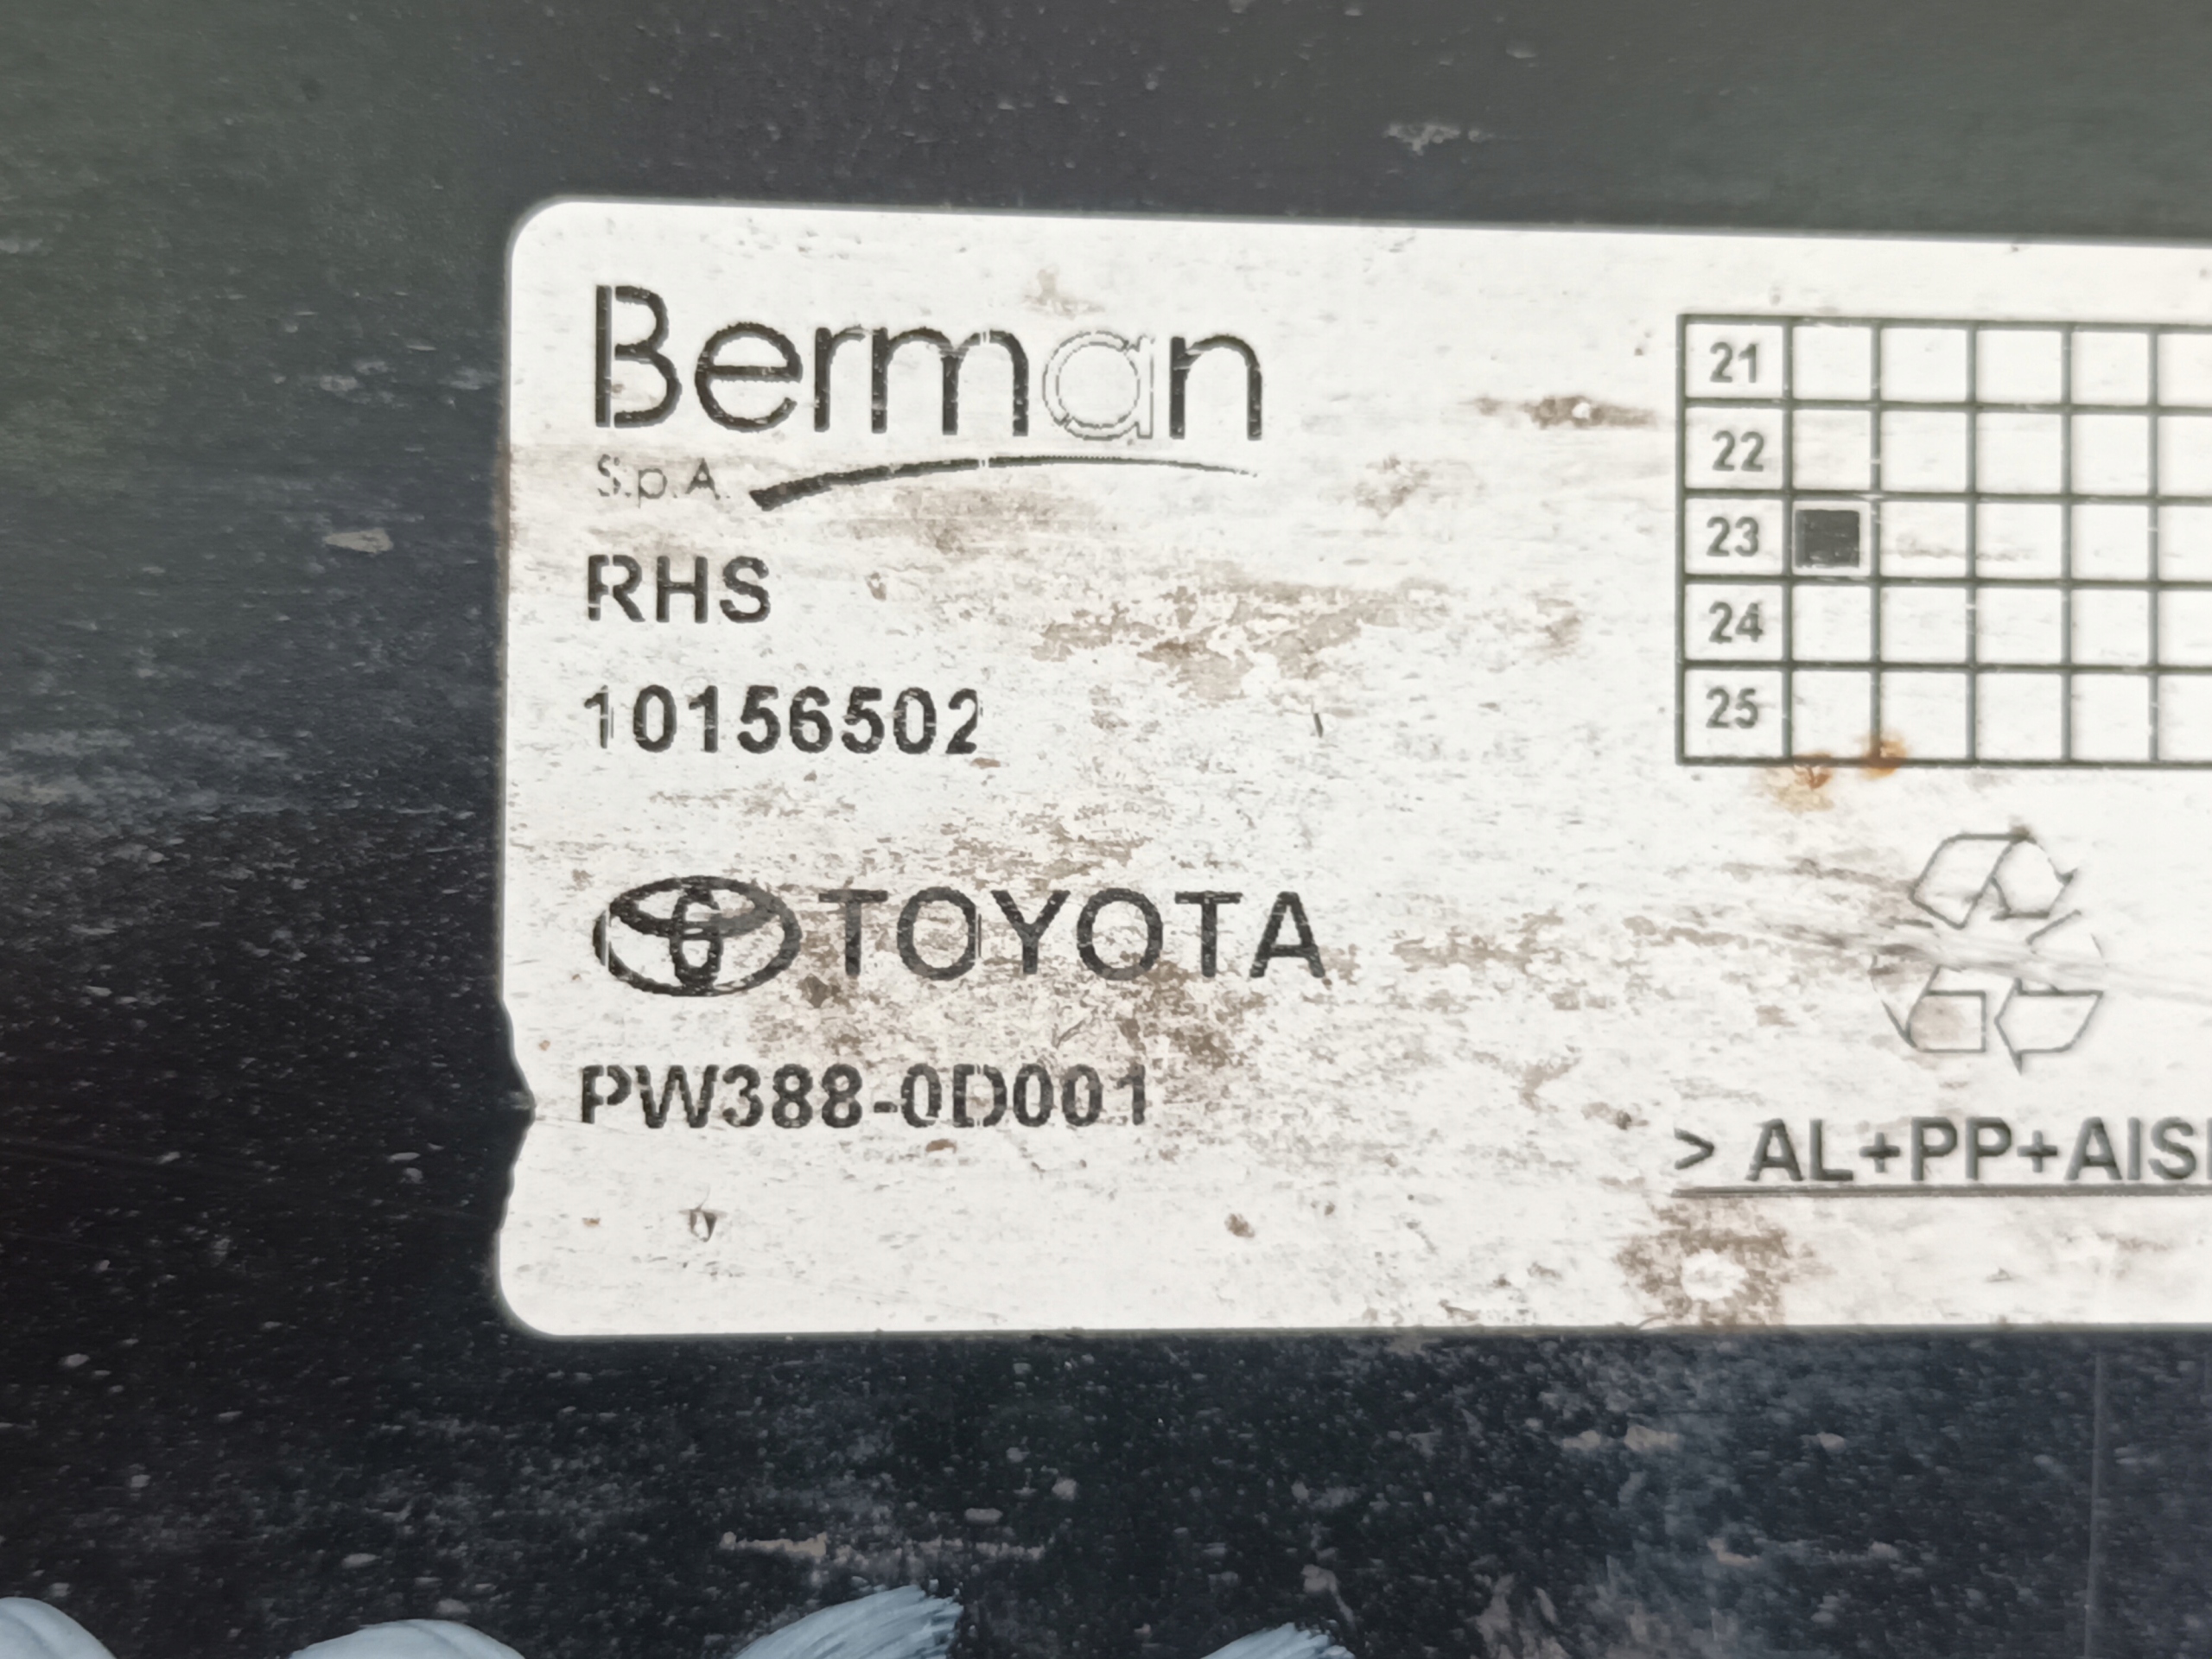 Berman
S.p.A.
RHS
10156502
TOYOTA
PW388-0D001
21
22
23
24
25
> AL+PP+AIS